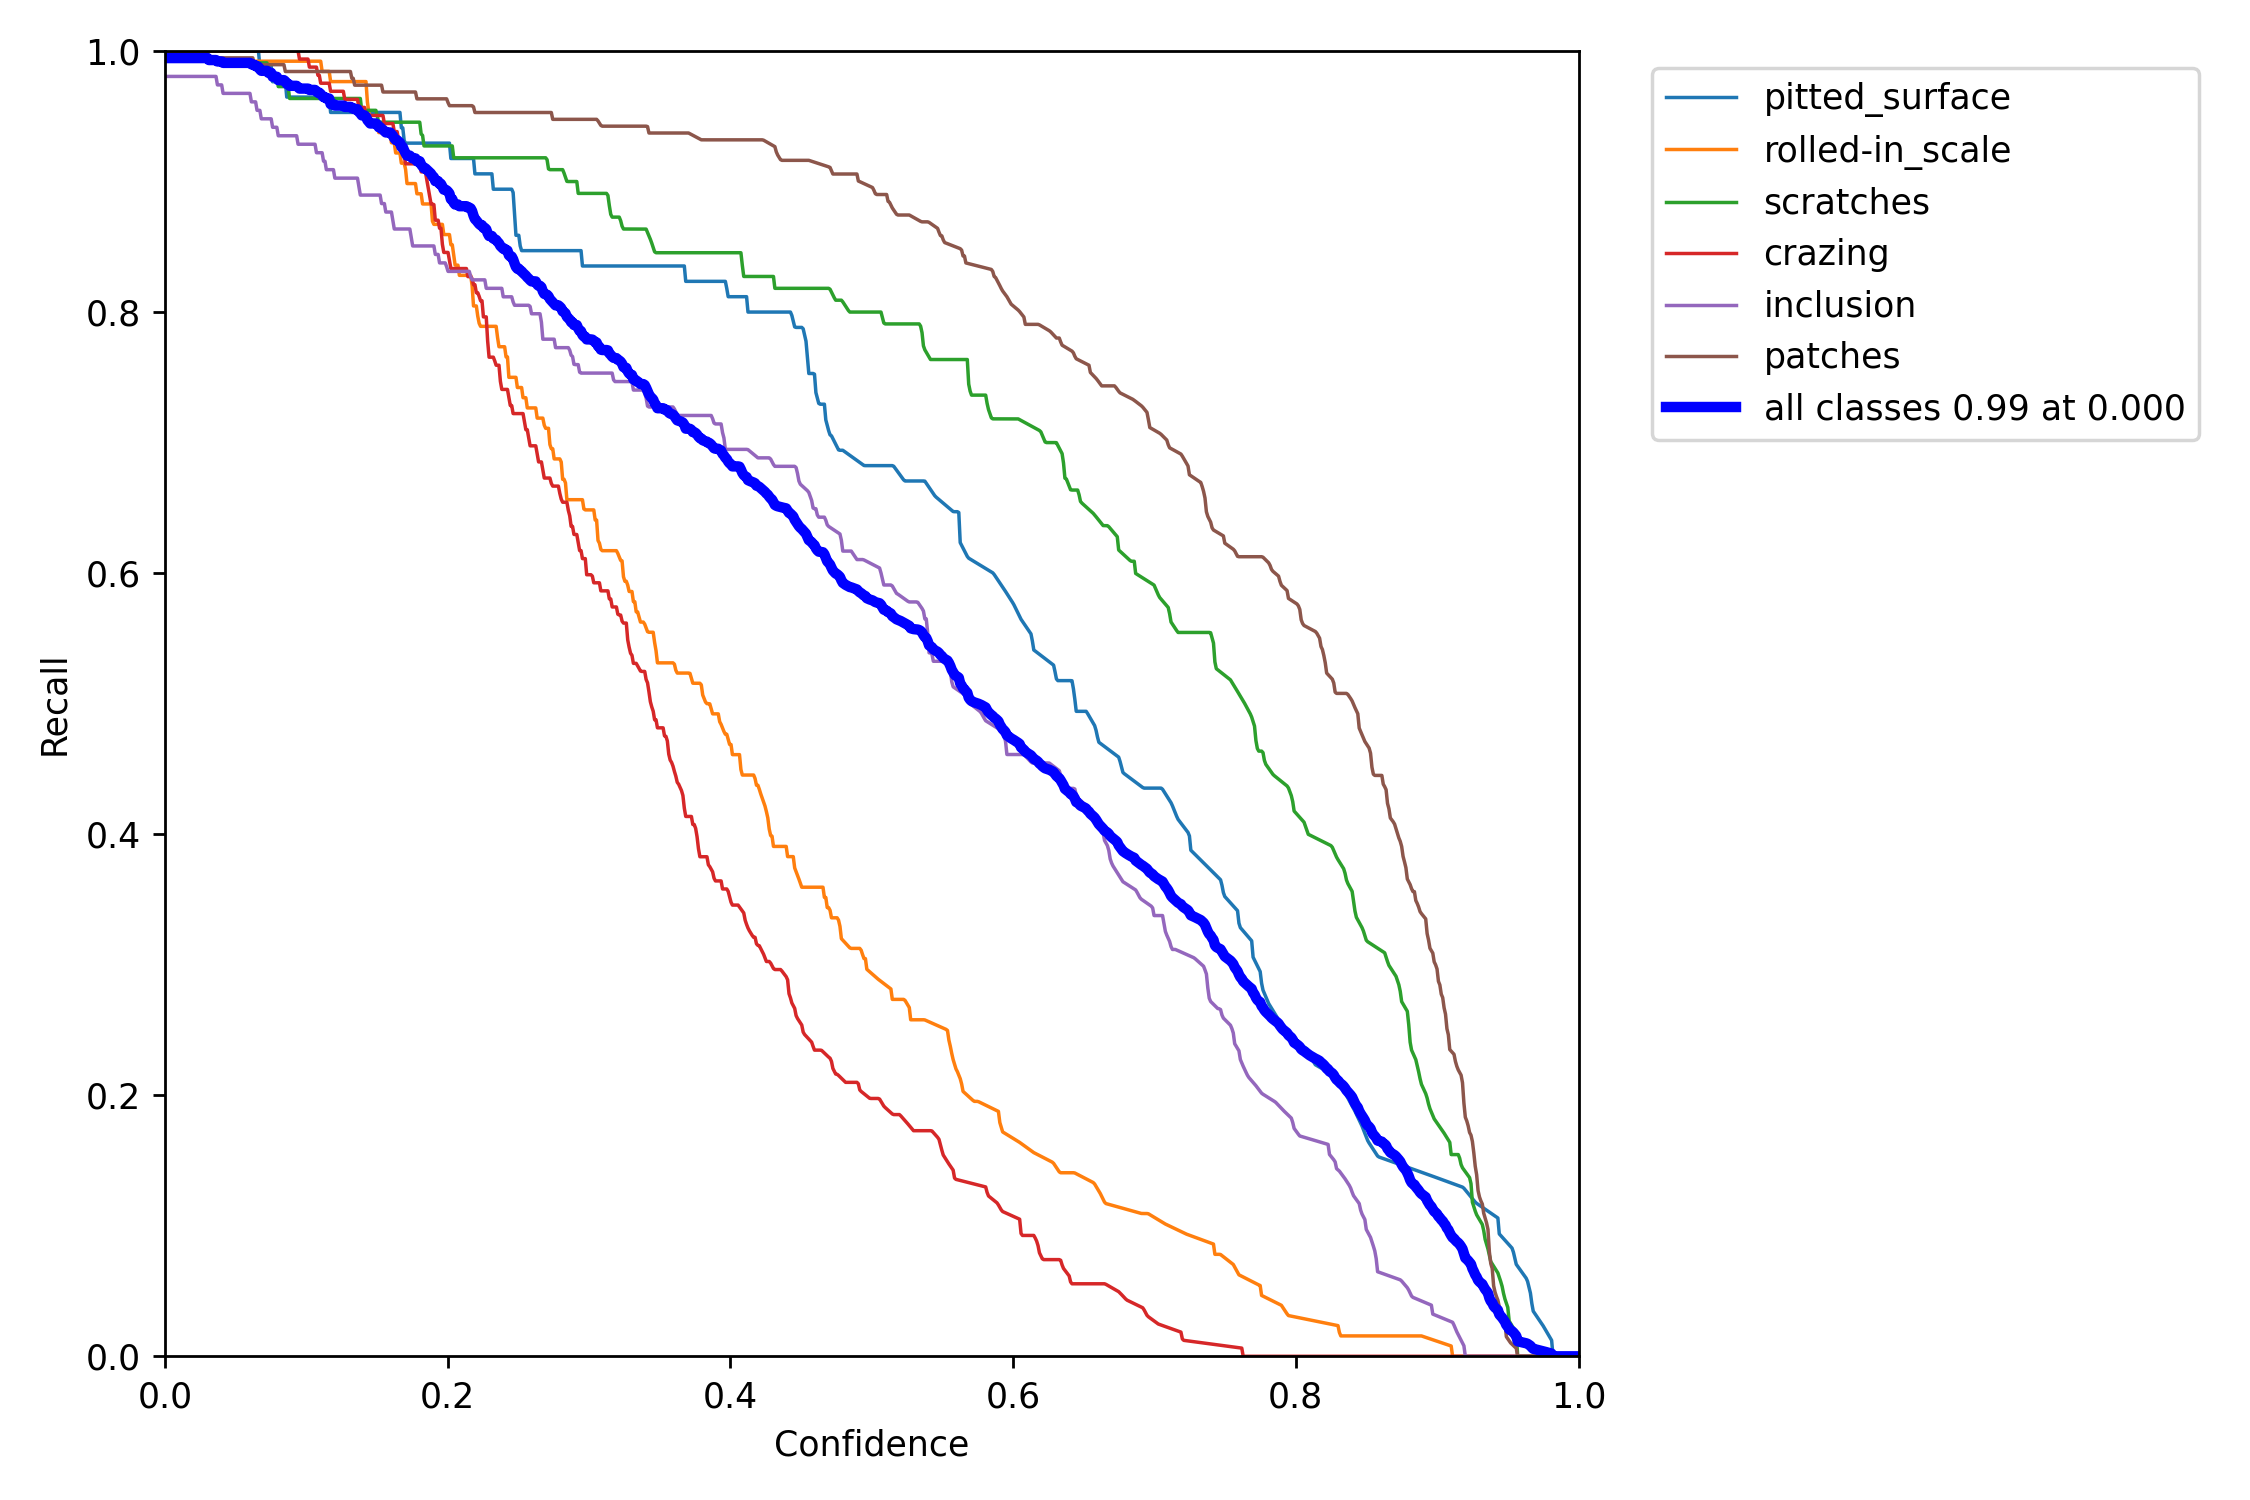 1.0
0.8
0.6
0.4
0.2
0.0
Recall
0.0 0.2 0.4 0.6 0.8 1.0
Confidence
pitted_surface
rolled-in_scale
scratches
crazing
inclusion
patches
all classes 0.99 at 0.000